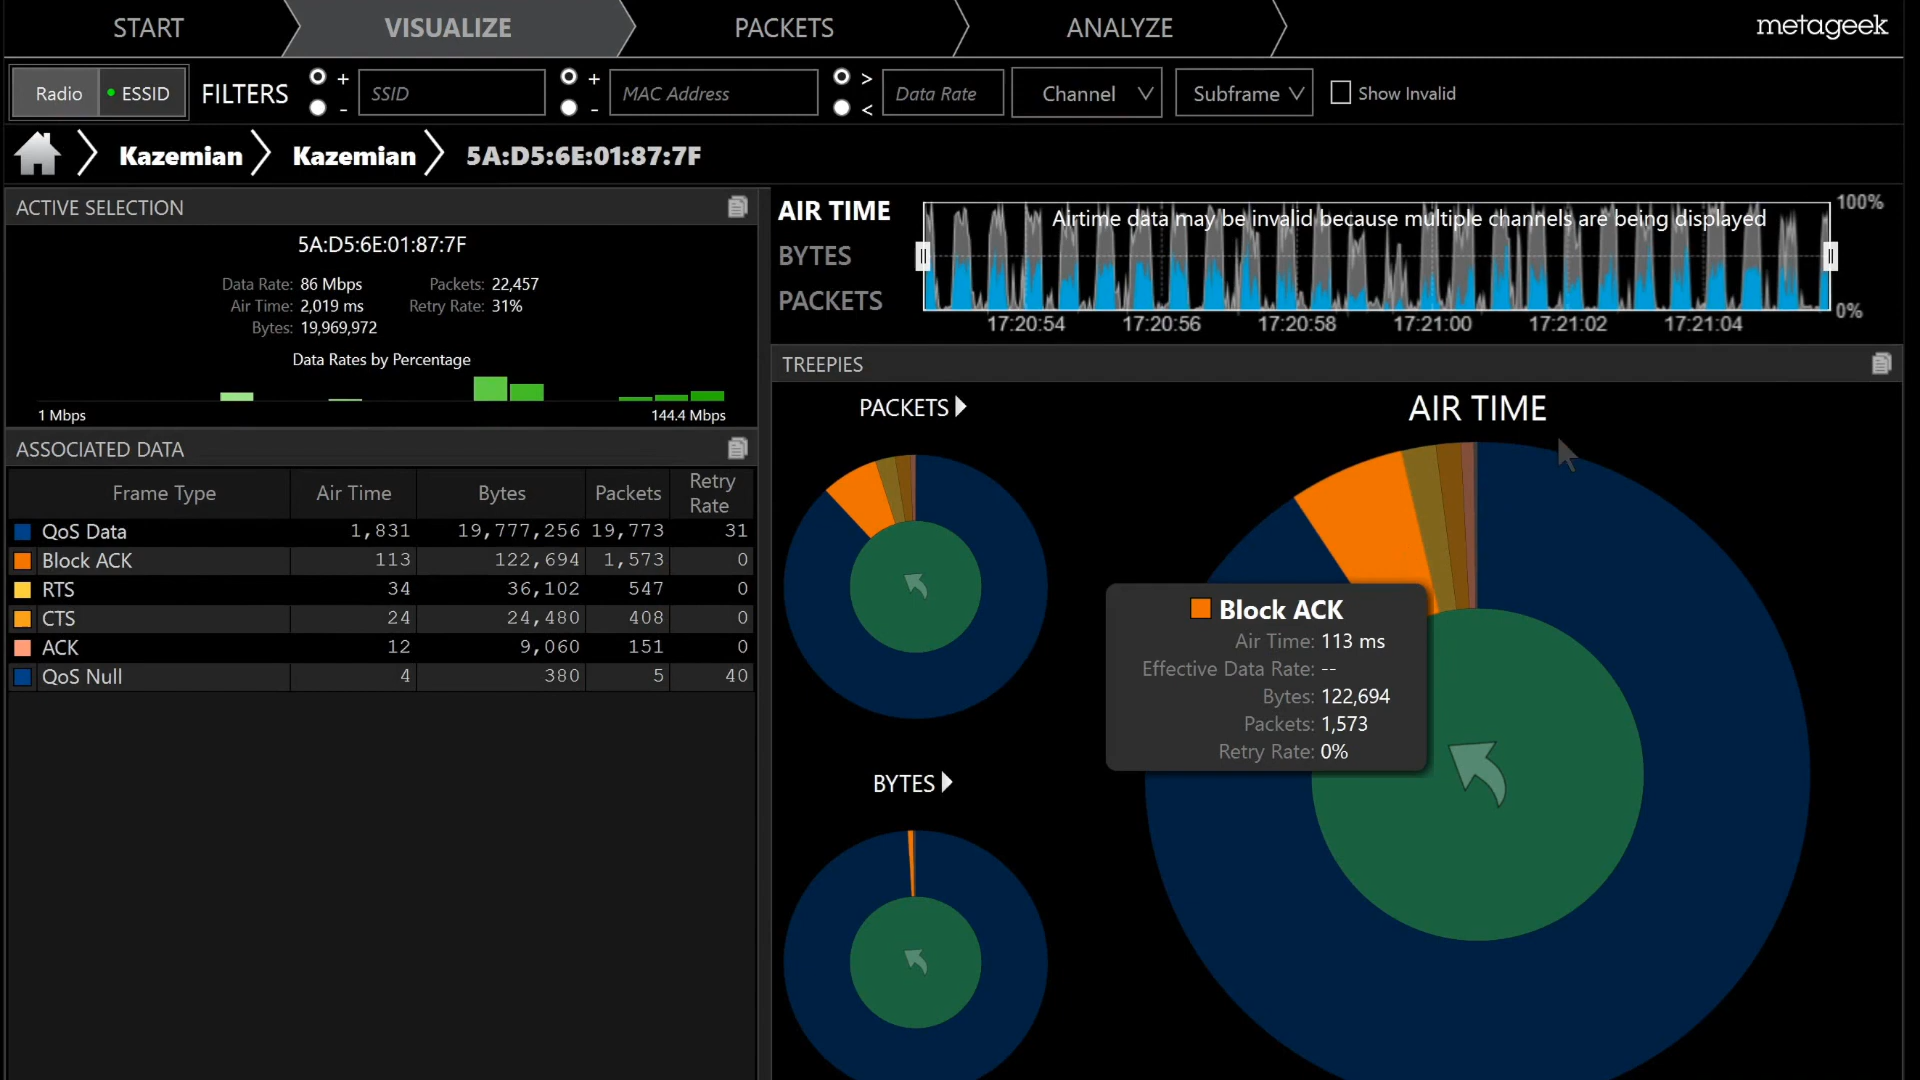 START
VISUALIZE
PACKETS
ANALYZE
metageek
Radio
ESSID
FILTERS
+
-
SSID
+
-
MAC Address
>
<
Data Rate
Channel
Subframe
Show Invalid
Kazemian
Kazemian
5A:D5:6E:01:87:7F
ACTIVE SELECTION
5A:D5:6E:01:87:7F
Data Rate: 86 Mbps
Packets: 22,457
Air Time: 2,019 ms
Retry Rate: 31%
Bytes: 19,969,972
Data Rates by Percentage
1 Mbps
144.4 Mbps
ASSOCIATED DATA
Frame Type Air Time Bytes Packets Retry Rate
QoS Data 1,831 19,777,256 19,773 31
Block ACK 113 122,694 1,573 0
RTS 34 36,102 547 0
CTS 24 24,480 408 0
ACK 12 9,060 151 0
QoS Null 4 380 5 40
AIR TIME
BYTES
PACKETS
Airtime data may be invalid because multiple channels are being displayed
100%
0%
17:20:54 17:20:56 17:20:58 17:21:00 17:21:02 17:21:04
TREEPIES
PACKETS
BYTES
AIR TIME
Block ACK
Air Time: 113 ms
Effective Data Rate: --
Bytes: 122,694
Packets: 1,573
Retry Rate: 0%